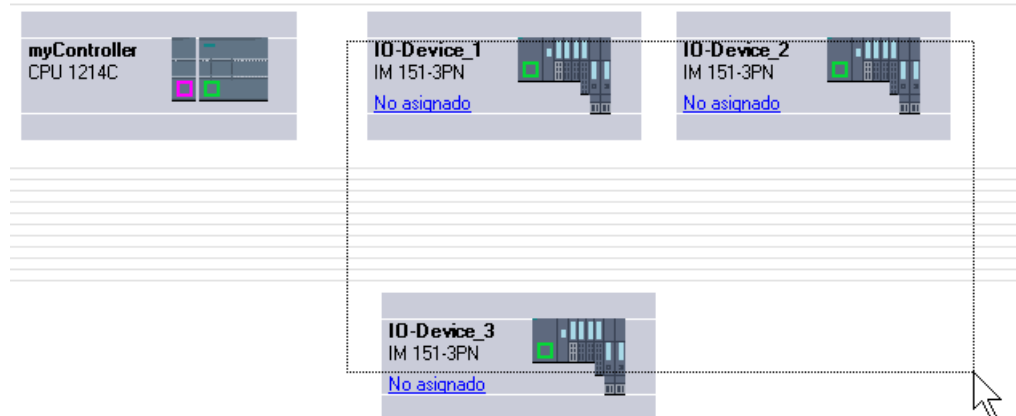 myController
CPU 1214C
IO-Device_1
IM 151-3PN
No asignado
IO-Device_2
IM 151-3PN
No asignado
IO-Device_3
IM 151-3PN
No asignado